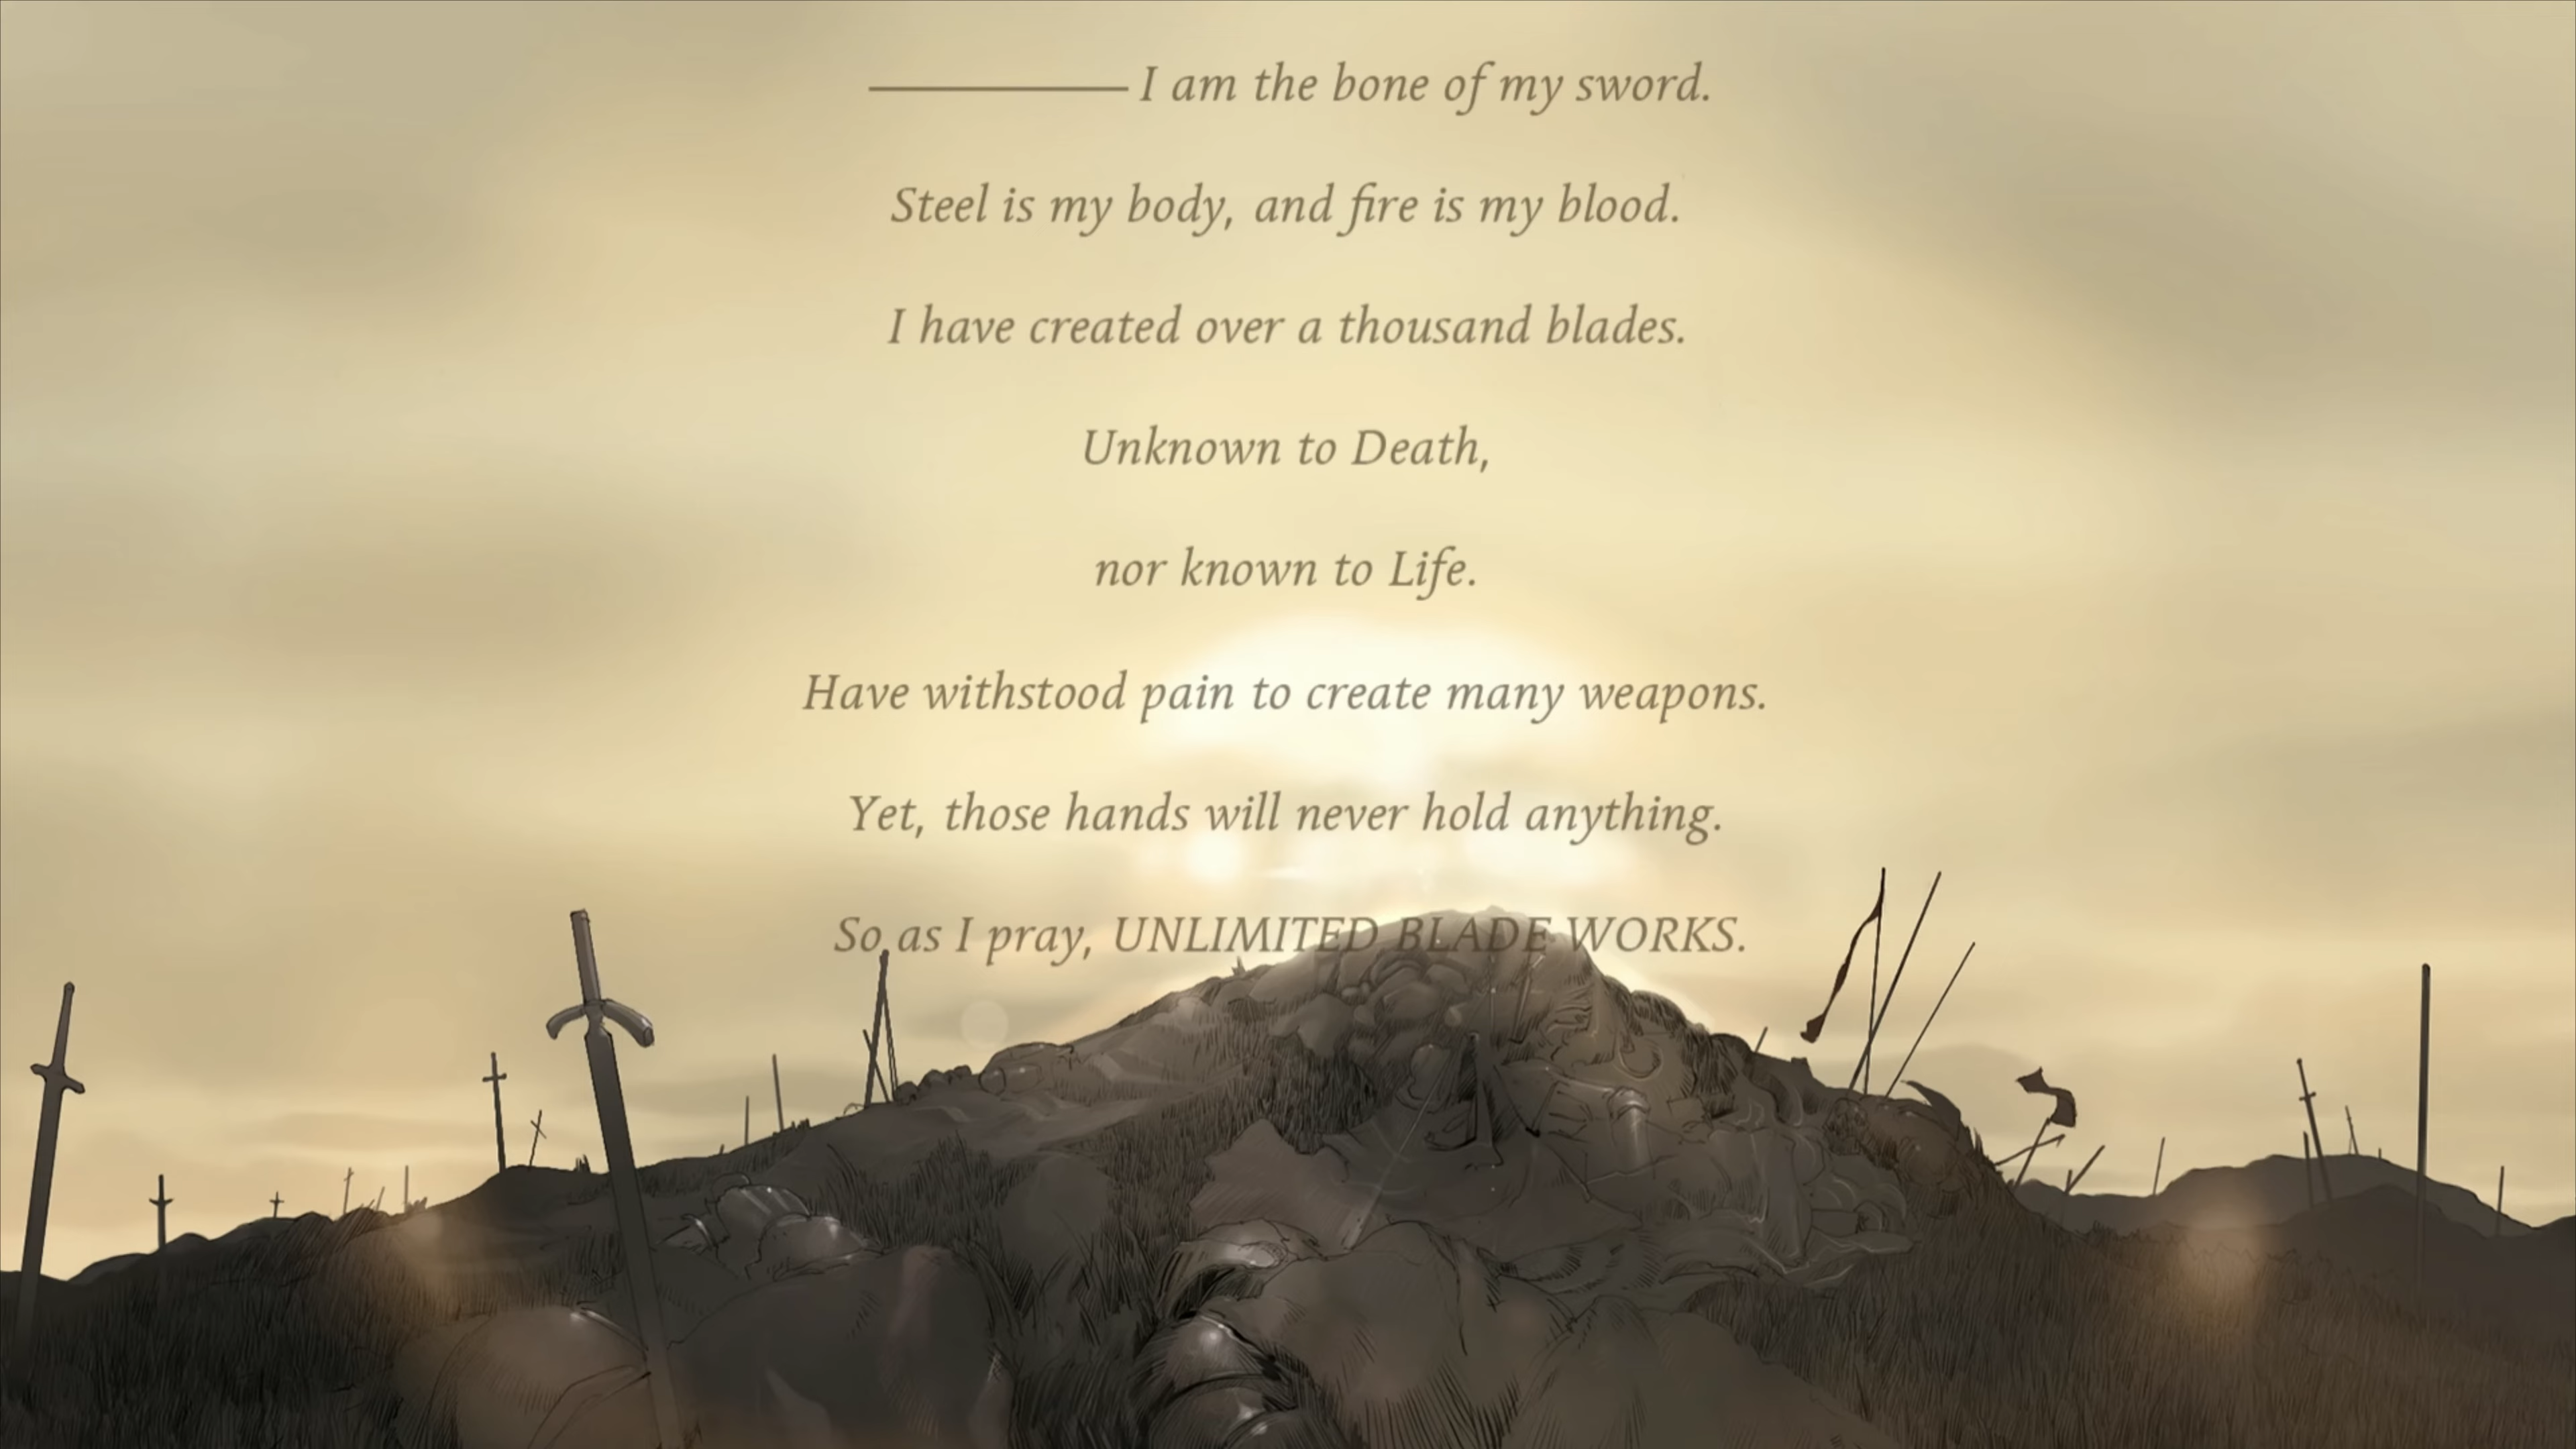 ————— I am the bone of my sword.
Steel is my body, and fire is my blood.
I have created over a thousand blades.
Unknown to Death,
nor known to Life.
Have withstood pain to create many weapons.
Yet, those hands will never hold anything.
So as I pray, UNLIMITED BLADE WORKS.